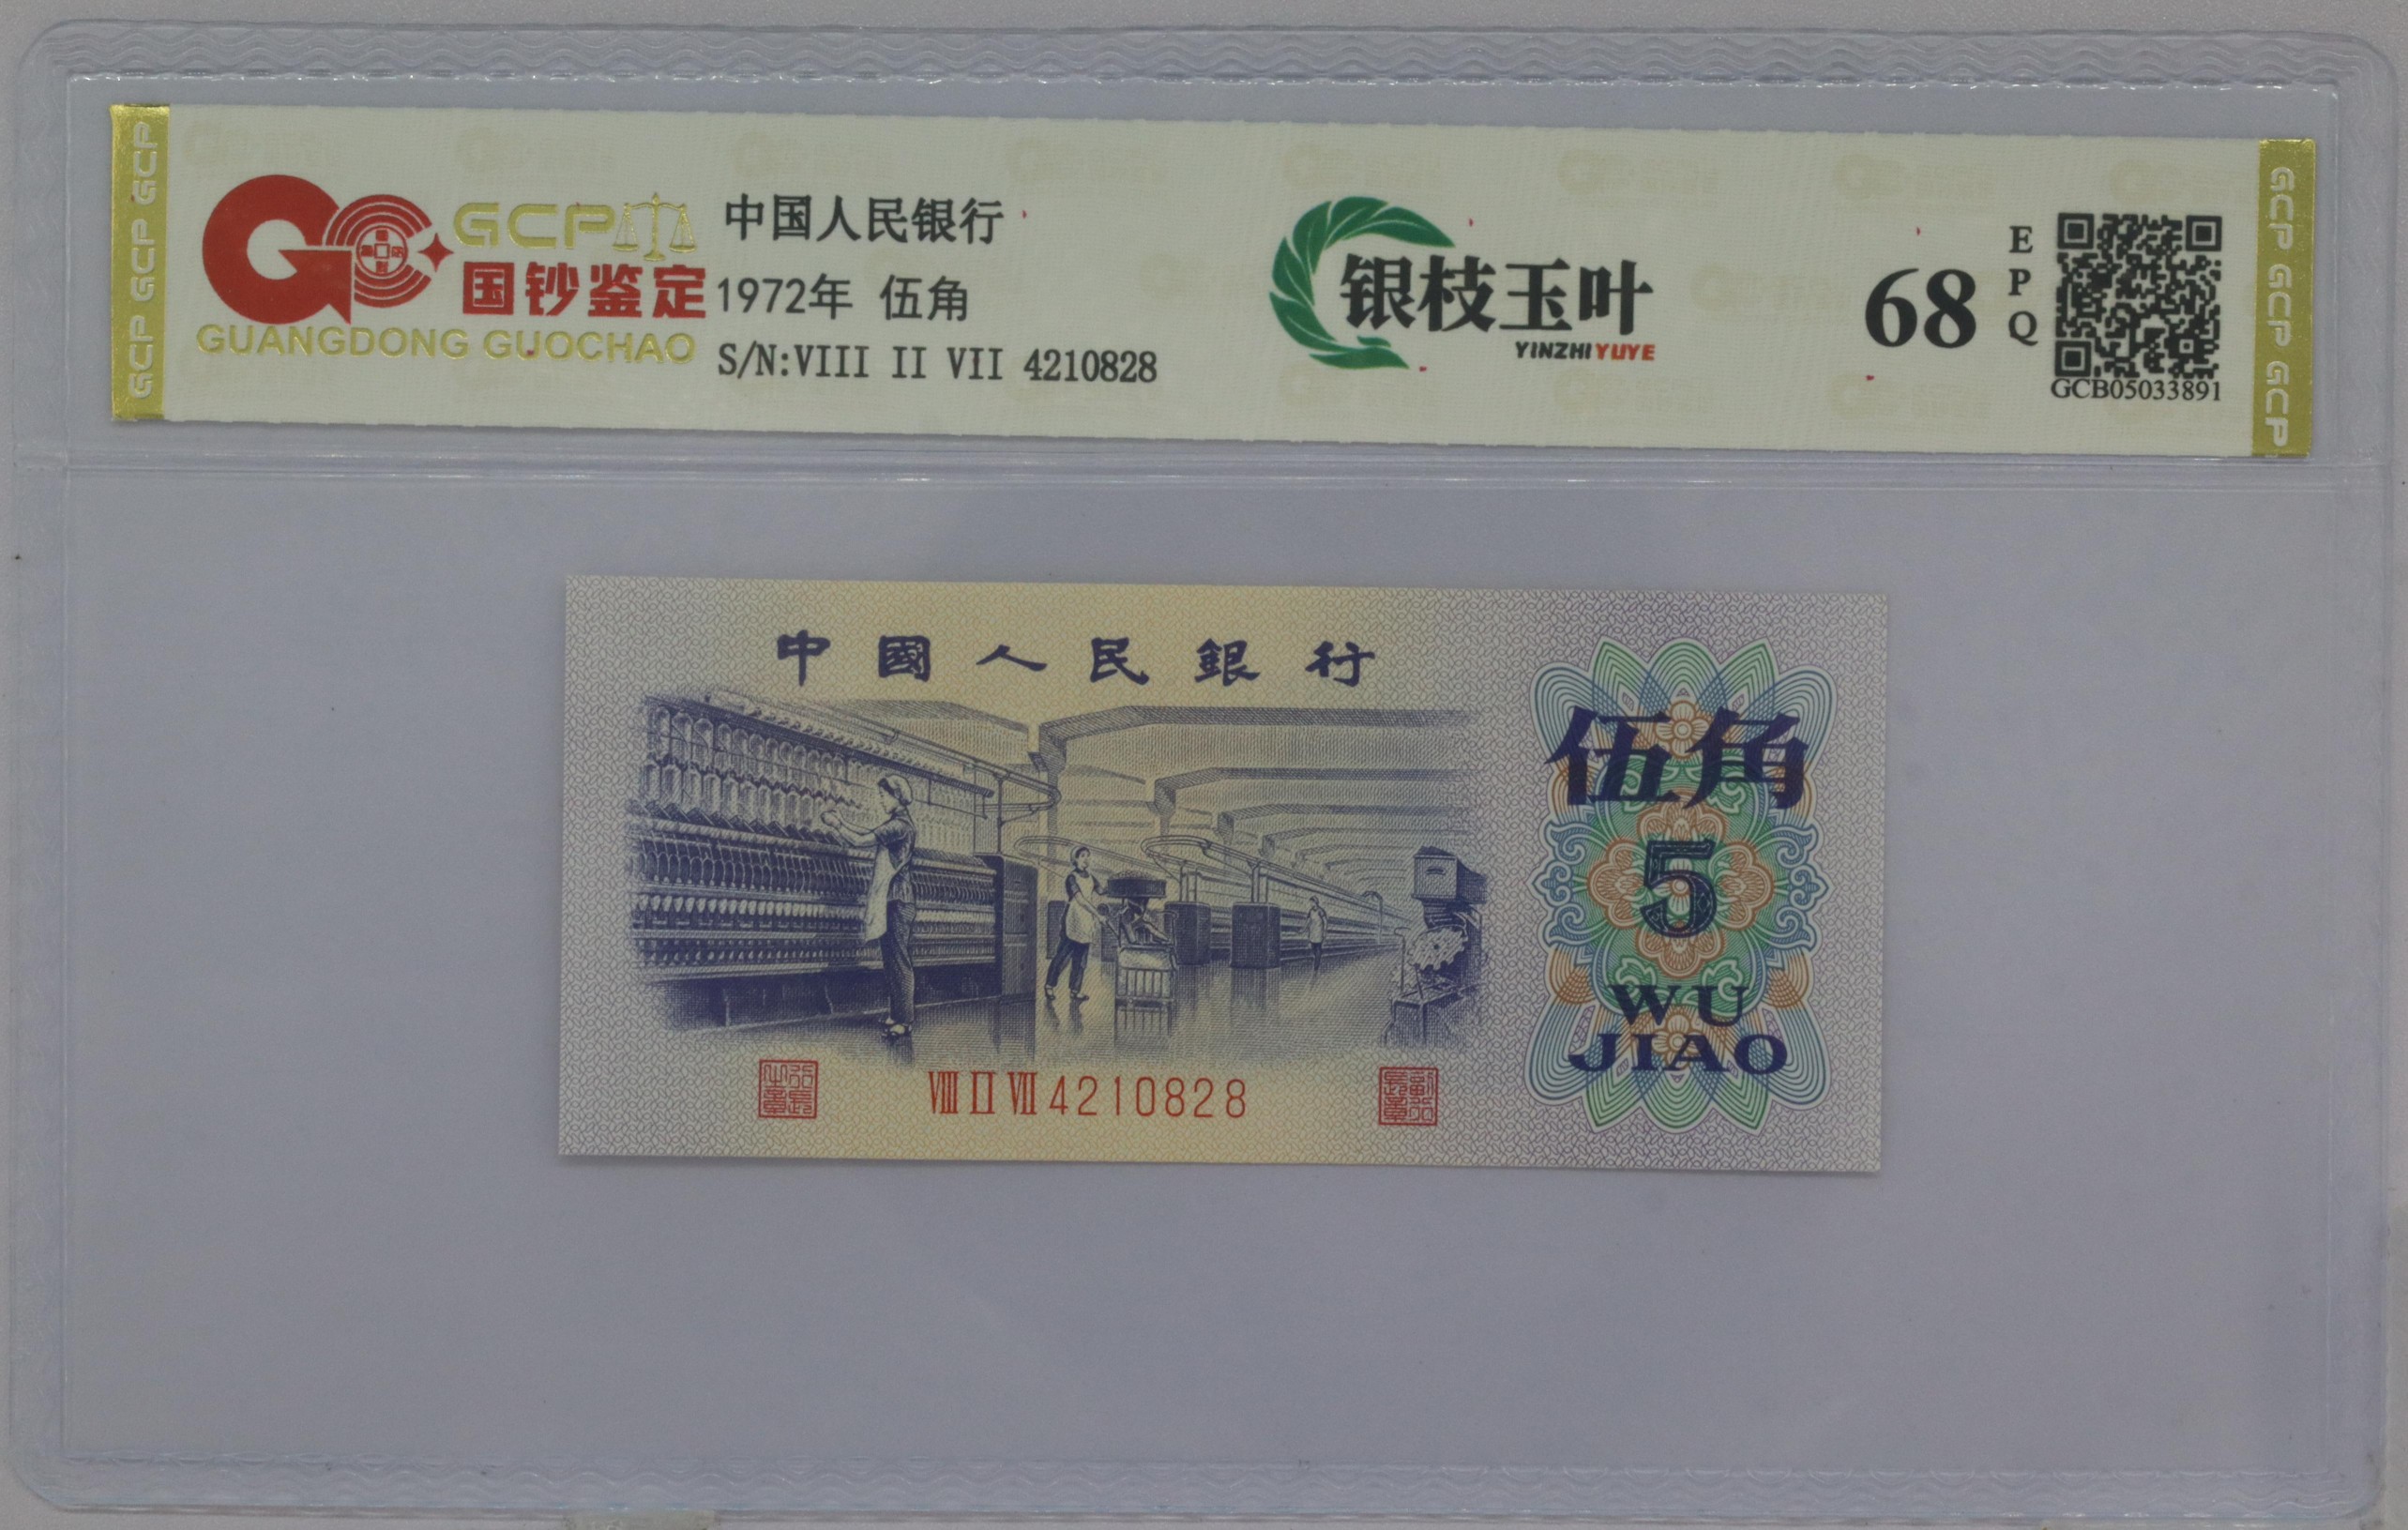 GCP GCP GCP
GCP
国钞鉴定
GUANGDONG GUOCHAO
中国人民银行
1972年 伍角
S/N:VIII II VII 4210828
银枝玉叶
YINZHIYUYE
68
EPQ
GCB05033891
GCP GCP GCP
中國人民銀行
伍角
5
WU
JIAO
VIII II VII 4210828